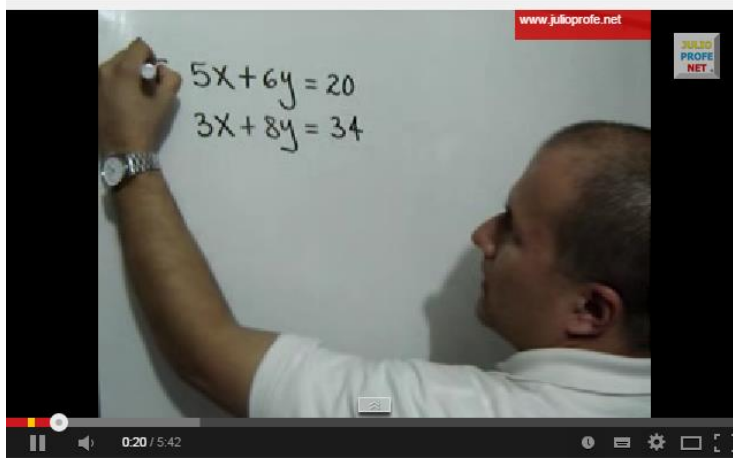 www.julioprofe.net
JULIO
PROFE
NET .
5x+6y = 20
3x+8y = 34
0:20 / 5:42